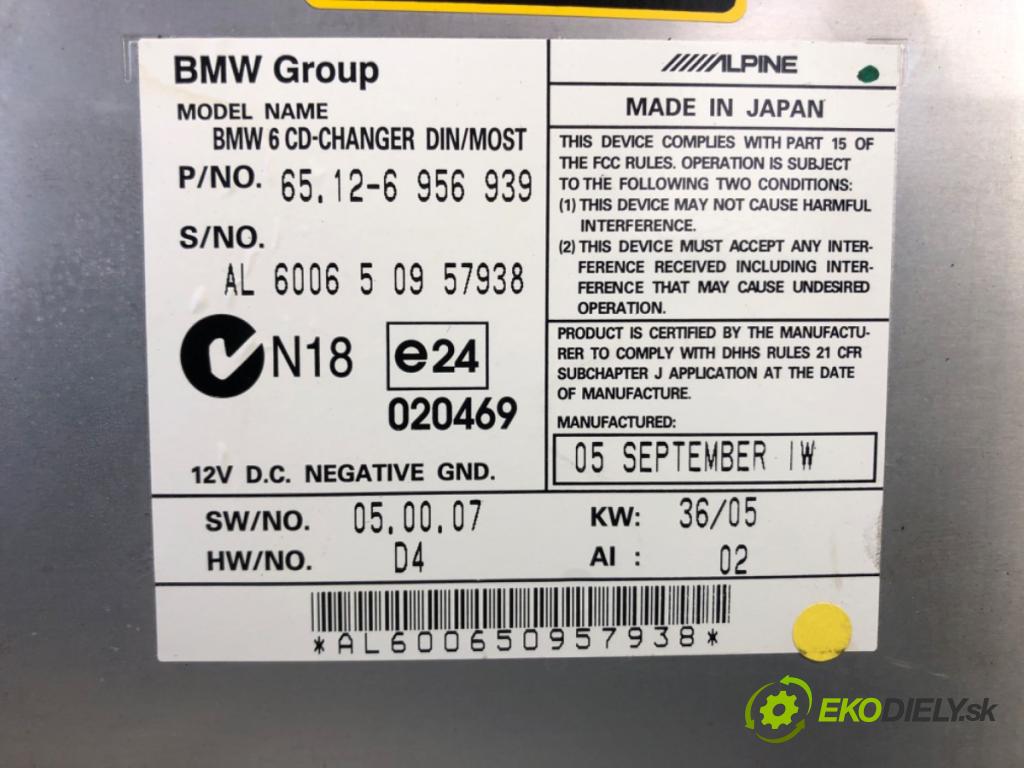 BMW Group
MODEL NAME
BMW 6 CD-CHANGER DIN/MOST
P/NO. 65.12-6 956 939
S/NO.
AL 6006 5 09 57938
N18
e24
020469
12V D.C. NEGATIVE GND.
ALPINE
MADE IN JAPAN
THIS DEVICE COMPLIES WITH PART 15 OF
THE FCC RULES. OPERATION IS SUBJECT
TO THE FOLLOWING TWO CONDITIONS:
(1) THIS DEVICE MAY NOT CAUSE HARMFUL
INTERFERENCE.
(2) THIS DEVICE MUST ACCEPT ANY INTER-
FERENCE RECEIVED INCLUDING INTER-
FERENCE THAT MAY CAUSE UNDESIRED
OPERATION.
PRODUCT IS CERTIFIED BY THE MANUFACTU-
RER TO COMPLY WITH DHHS RULES 21 CFR
SUBCHAPTER J APPLICATION AT THE DATE
OF MANUFACTURE.
MANUFACTURED:
05 SEPTEMBER 1W
SW/NO. 05.00.07 KW: 36/05
HW/NO. D4 AI : 02
*AL600650957938*
EKODIELY.sk